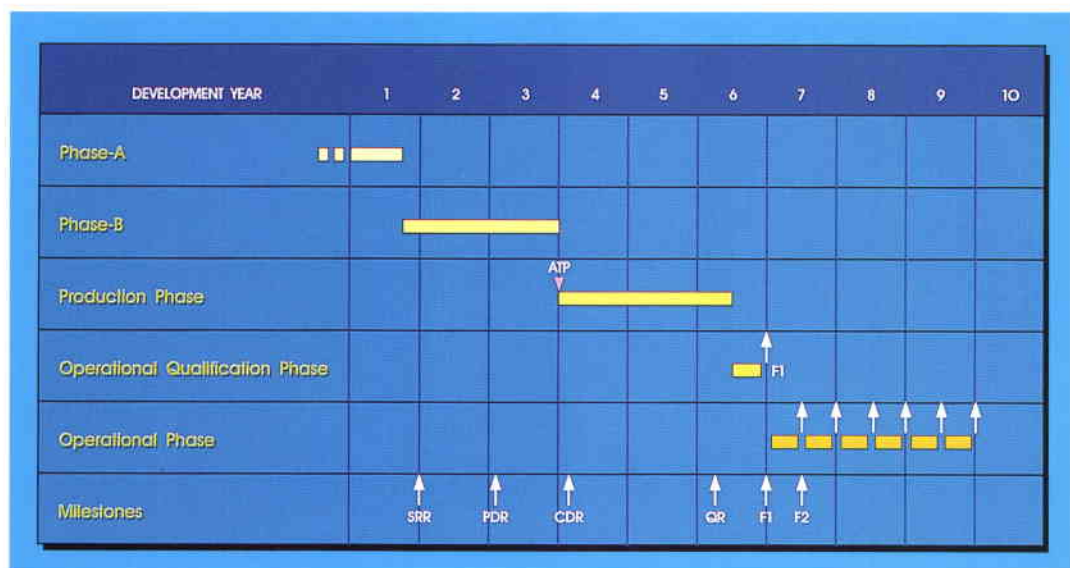 DEVELOPMENT YEAR 1 2 3 4 5 6 7 8 9 10
Phase-A
Phase-B
ATP
Production Phase
Operational Qualification Phase F1
Operational Phase
Milestones SRR PDR CDR QR F1 F2